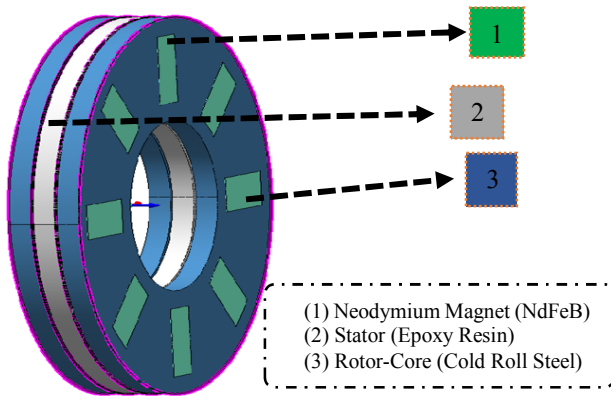 1
2
3
(1) Neodymium Magnet (NdFeB)
(2) Stator (Epoxy Resin)
(3) Rotor-Core (Cold Roll Steel)